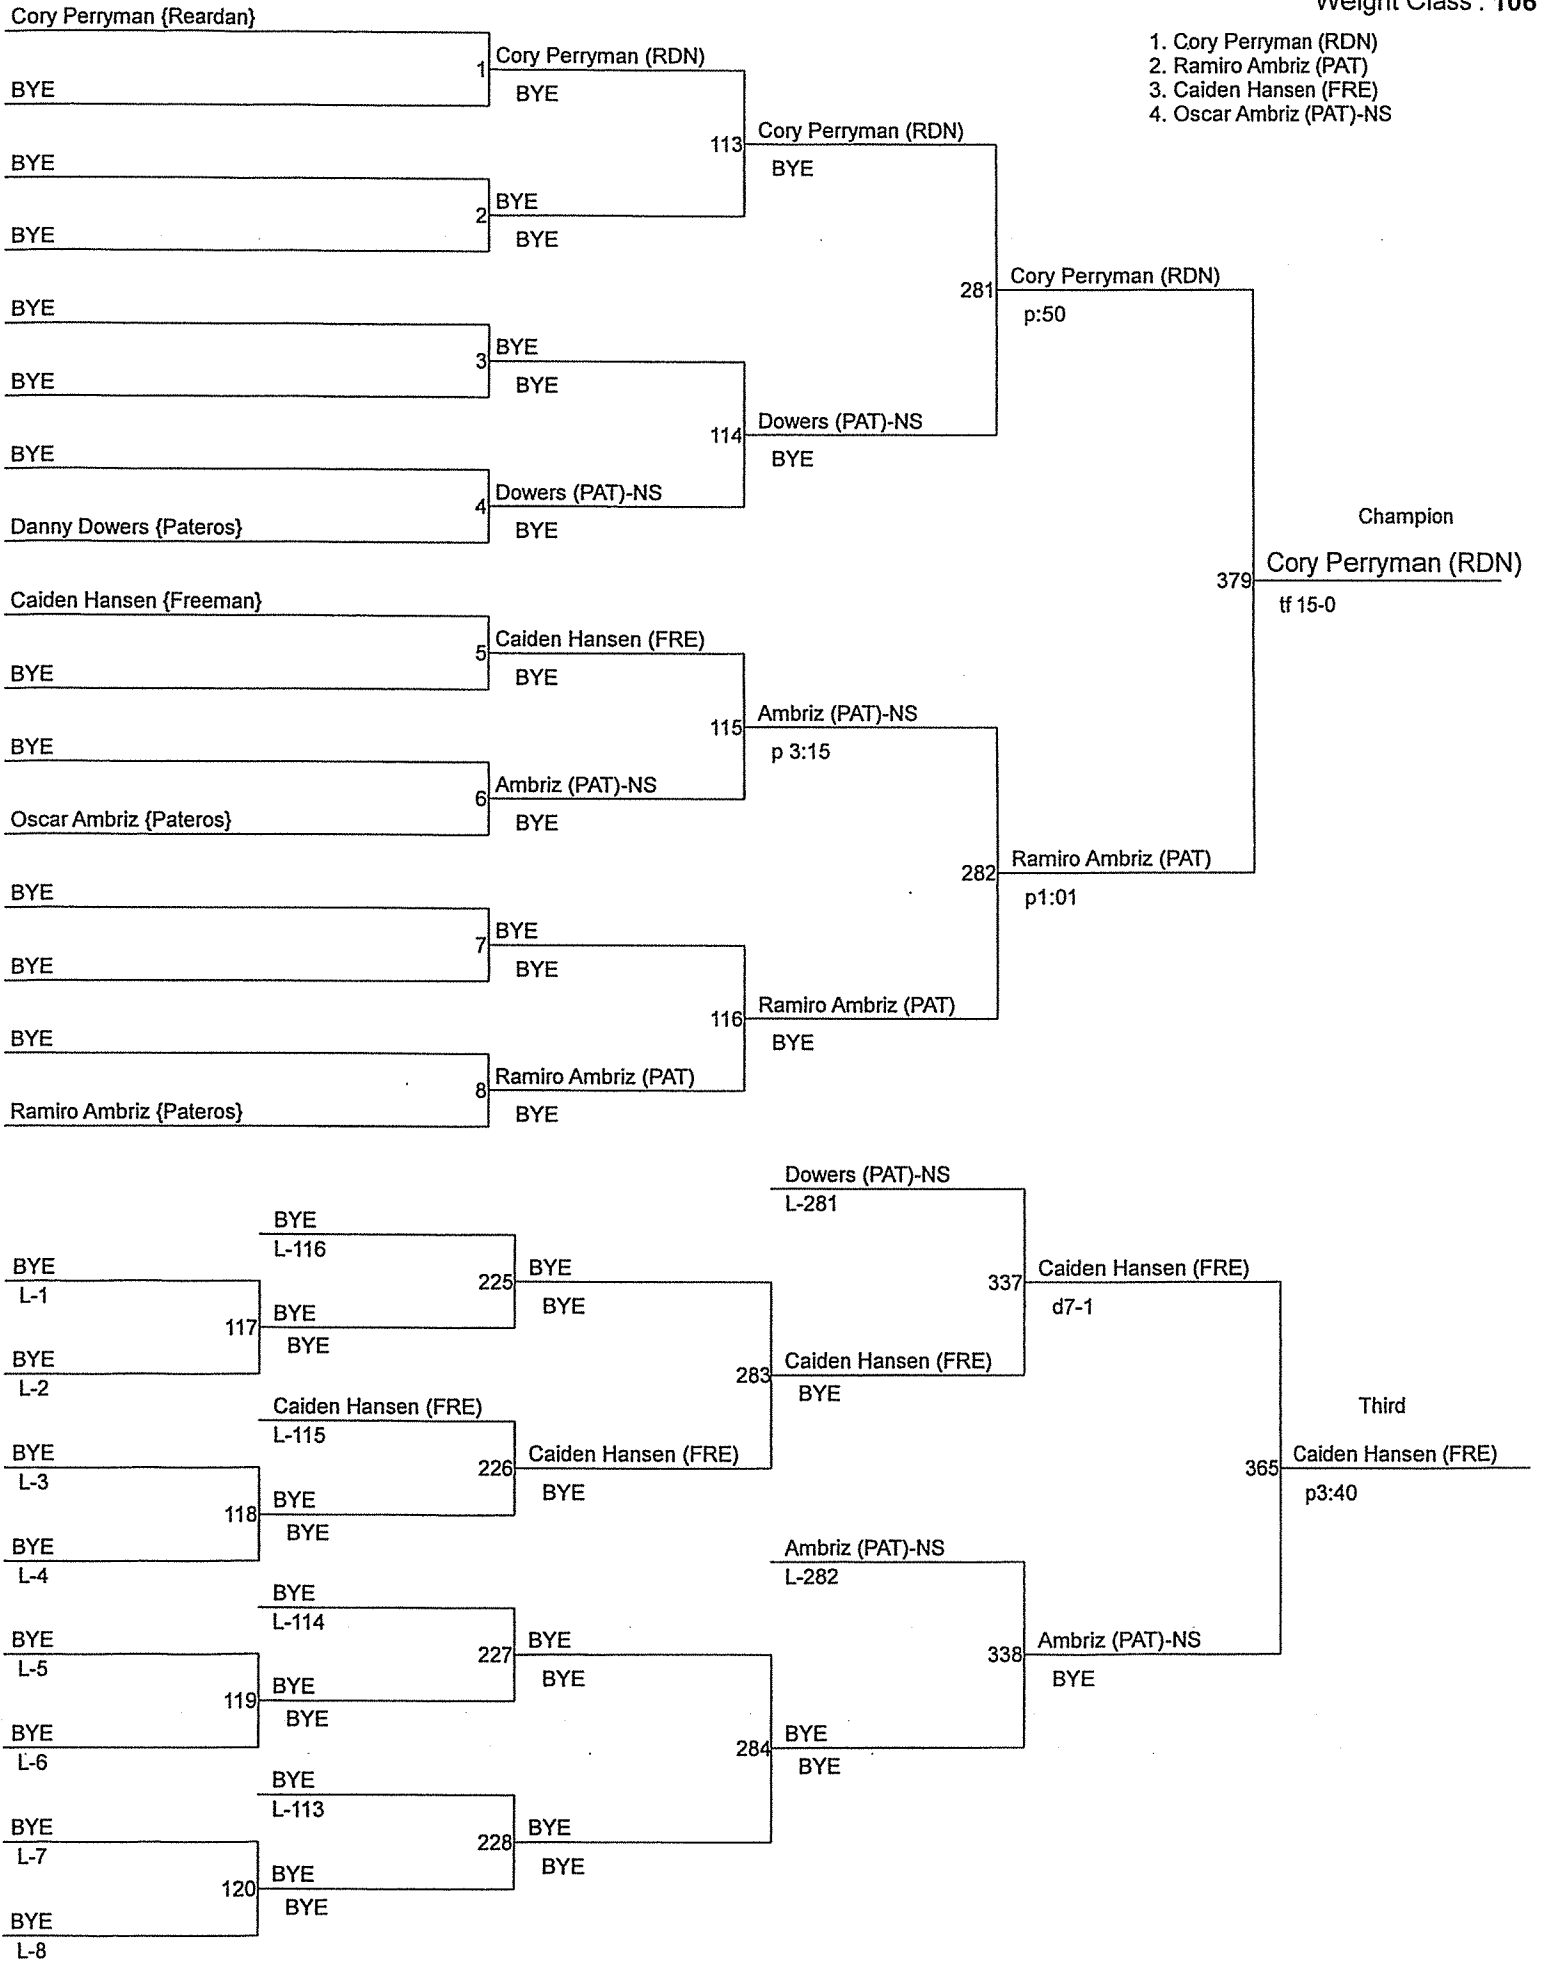 Weight Class : 106
1. Cory Perryman (RDN)
2. Ramiro Ambriz (PAT)
3. Caiden Hansen (FRE)
4. Oscar Ambriz (PAT)-NS
Cory Perryman {Reardan}
1
Cory Perryman (RDN)
BYE
BYE
113
Cory Perryman (RDN)
BYE
BYE
2
BYE
BYE
BYE
281
Cory Perryman (RDN)
p:50
BYE
3
BYE
BYE
BYE
114
Dowers (PAT)-NS
BYE
BYE
4
Dowers (PAT)-NS
BYE
Danny Dowers {Pateros}
Champion
379
Cory Perryman (RDN)
tf 15-0
Caiden Hansen {Freeman}
5
Caiden Hansen (FRE)
BYE
BYE
115
Ambriz (PAT)-NS
p 3:15
BYE
6
Ambriz (PAT)-NS
BYE
Oscar Ambriz {Pateros}
282
Ramiro Ambriz (PAT)
p1:01
BYE
7
BYE
BYE
BYE
116
Ramiro Ambriz (PAT)
BYE
BYE
8
Ramiro Ambriz (PAT)
BYE
Ramiro Ambriz {Pateros}
Dowers (PAT)-NS
L-281
BYE
L-116
BYE
L-1
225
BYE
BYE
337
Caiden Hansen (FRE)
d7-1
117
BYE
BYE
BYE
L-2
283
Caiden Hansen (FRE)
BYE
Caiden Hansen (FRE)
L-115
Third
BYE
L-3
226
Caiden Hansen (FRE)
BYE
365
Caiden Hansen (FRE)
p3:40
118
BYE
BYE
BYE
L-4
Ambriz (PAT)-NS
L-282
BYE
L-114
BYE
L-5
227
BYE
BYE
338
Ambriz (PAT)-NS
BYE
119
BYE
BYE
BYE
L-6
284
BYE
BYE
BYE
L-113
BYE
L-7
228
BYE
BYE
120
BYE
BYE
BYE
L-8